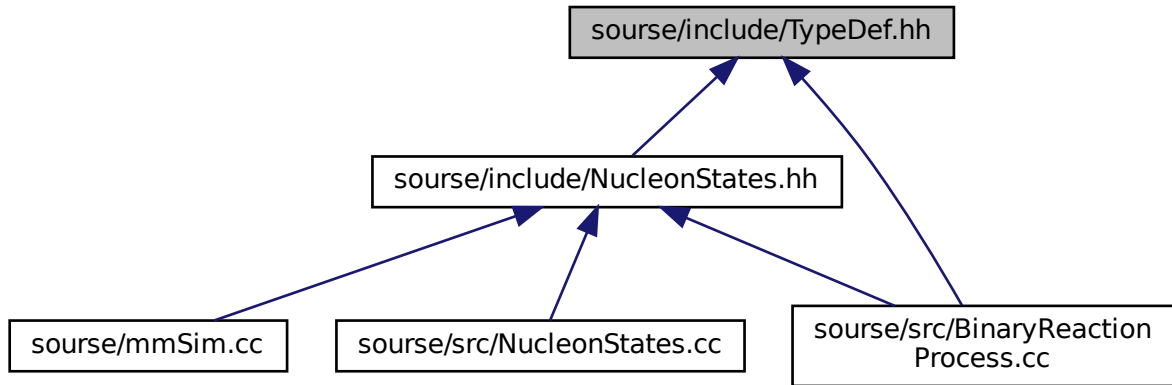 sourse/include/TypeDef.hh
sourse/include/NucleonStates.hh
sourse/mmSim.cc
sourse/src/NucleonStates.cc
sourse/src/BinaryReaction
Process.cc